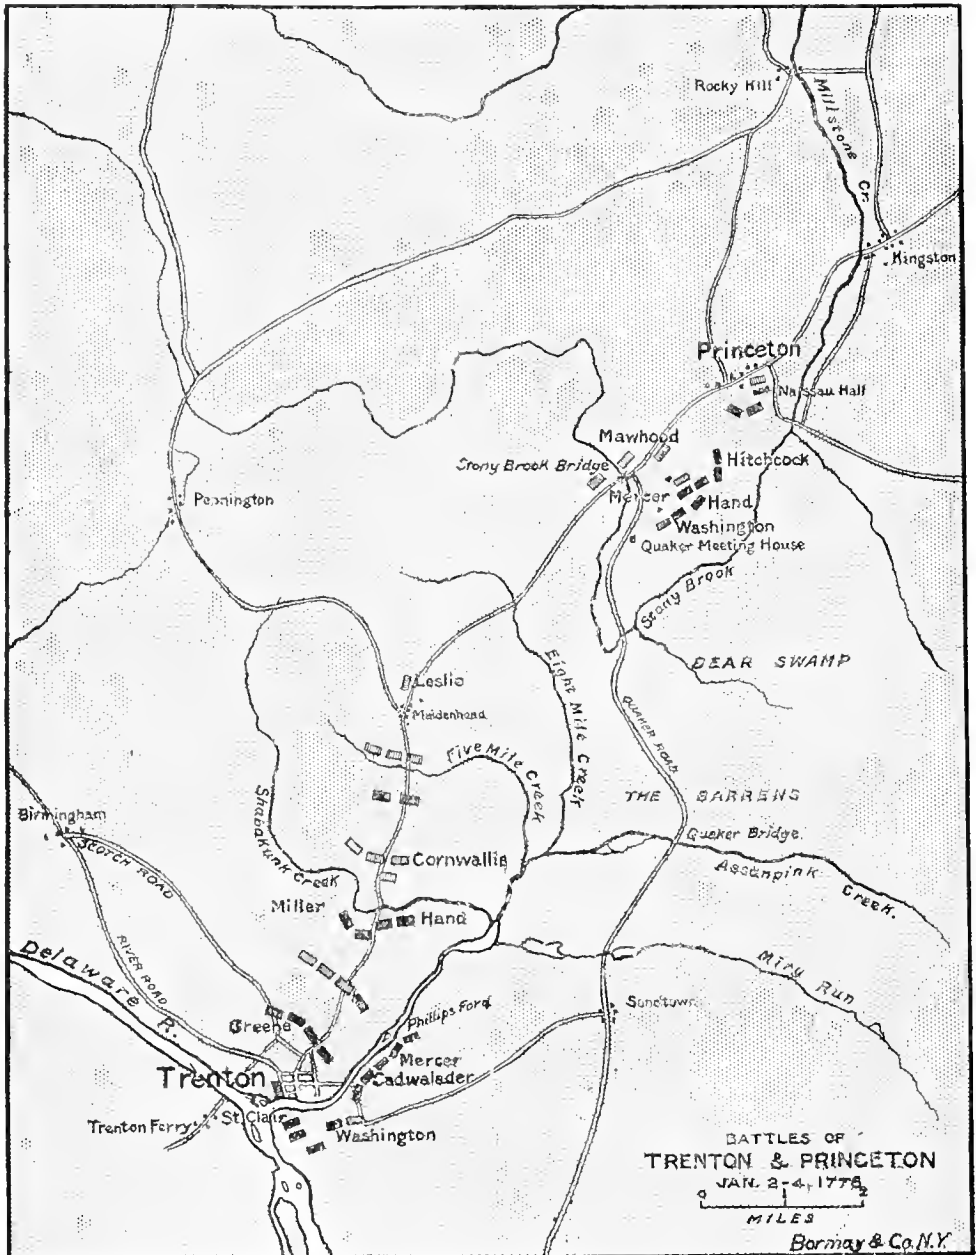 Rocky Hill
Millstone Cr.
Kingston
Princeton
Nassau Hall
Mawhood
Stony Brook Bridge
Hitchcock
Mercer
Hand
Pennington
Washington
Quaker Meeting House
Stony Brook
BEAR SWAMP
Eight Mile Creek
Leslie
Maidenhead
QUAKER ROAD
Five Mile Creek
Shabakunk Creek
THE BARRENS
Birmingham
Quaker Bridge
SCOTCH ROAD
Cornwallis
Assunpink Creek.
Miller
Hand
RIVER ROAD
Delaware R.
Miry Run
Sandtown
Greene
Phillips Ford
Mercer
Trenton
Cadwalader
St. Clair
Trenton Ferry
Washington
BATTLES OF
TRENTON & PRINCETON
JAN. 2-4, 1778
0 2
MILES
Bormay & Co. N.Y.